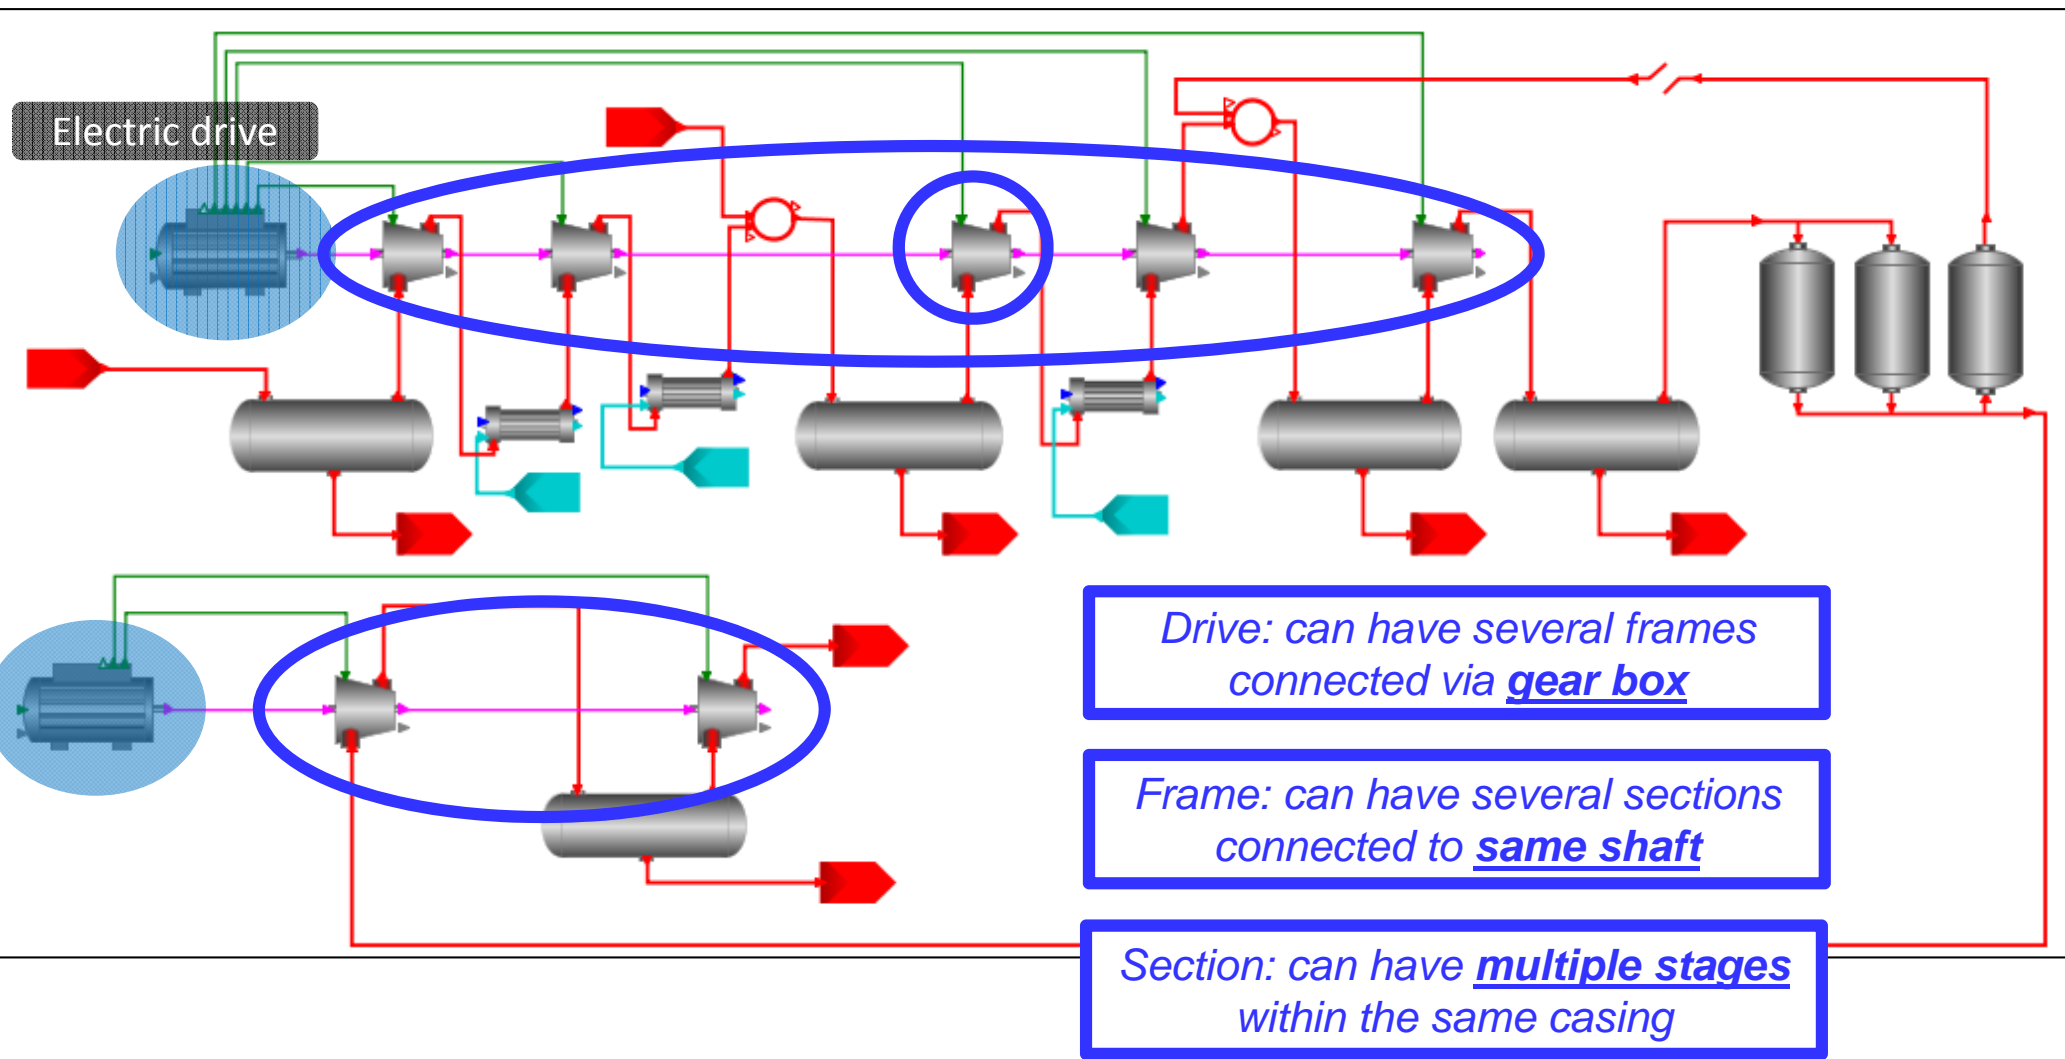 Electric drive
Drive: can have several frames
connected via gear box
Frame: can have several sections
connected to same shaft
Section: can have multiple stages
within the same casing